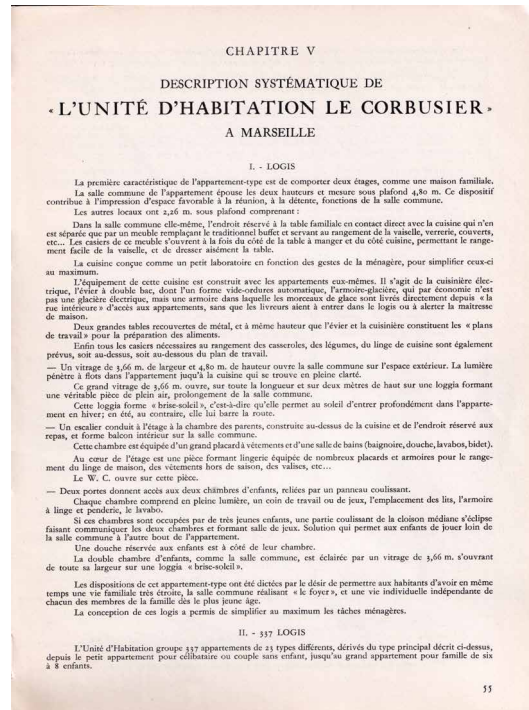 CHAPITRE V
DESCRIPTION SYSTÉMATIQUE DE
« L'UNITÉ D'HABITATION LE CORBUSIER »
A MARSEILLE
I. - LOGIS
La première caractéristique de l'appartement-type est de comporter deux étages, comme une maison familiale.
La salle commune de l'appartement épouse les deux hauteurs et mesure sous plafond 4,80 m. Ce dispositif
contribue à l'impression d'espace favorable à la réunion, à la détente, fonctions de la salle commune.
Les autres locaux ont 2,26 m. sous plafond comprenant :
Dans la salle commune elle-même, l'endroit réservé à la table familiale en contact direct avec la cuisine qui n'en
est séparée que par un meuble remplaçant le traditionnel buffet et servant au rangement de la vaiselle, verrerie, couverts,
etc... Les casiers de ce meuble s'ouvrent à la fois du côté de la table à manger et du côté cuisine, permettant le range-
ment facile de la vaiselle, et de dresser aisément la table.
La cuisine conçue comme un petit laboratoire en fonction des gestes de la ménagère, pour simplifier ceux-ci
au maximum.
L'équipement de cette cuisine est construit avec les appartements eux-mêmes. Il s'agit de la cuisinière élec-
trique, l'évier à double bac, dont l'un forme vide-ordures automatique, l'armoire-glacière, qui par économie n'est
pas une glacière électrique, mais une armoire dans laquelle les morceaux de glace sont livrés directement depuis « la
rue intérieure » d'accès aux appartements, sans que les livreurs aient à entrer dans le logis ou à alerter la maîtresse
de maison.
Deux grandes tables recouvertes de métal, et à même hauteur que l'évier et la cuisinière constituent les « plans
de travail » pour la préparation des aliments.
Enfin tous les casiers nécessaires au rangement des casseroles, des légumes, du linge de cuisine sont également
prévus, soit au-dessus, soit au-dessous du plan de travail.
— Un vitrage de 3,66 m. de largeur et 4,80 m. de hauteur ouvre la salle commune sur l'espace extérieur. La lumière
pénètre à flots dans l'appartement jusqu'à la cuisine qui se trouve en pleine clarté.
Ce grand vitrage de 3,66 m. ouvre, sur toute la longueur et sur deux mètres de haut sur une loggia formant
une véritable pièce de plein air, prolongement de la salle commune.
Cette loggia forme « brise-soleil », c'est-à-dire qu'elle permet au soleil d'entrer profondément dans l'apparte-
ment en hiver; en été, au contraire, elle lui barre la route.
— Un escalier conduit à l'étage à la chambre des parents, construite au-dessus de la cuisine et de l'endroit réservé aux
repas, et forme balcon intérieur sur la salle commune.
Cette chambre est équipée d'un grand placard à vêtements et d'une salle de bains (baignoire, douche, lavabos, bidet).
Au cœur de l'étage est une pièce formant lingerie équipée de nombreux placards et armoires pour le range-
ment du linge de maison, des vêtements hors de saison, des valises, etc...
Le W. C. ouvre sur cette pièce.
— Deux portes donnent accès aux deux chambres d'enfants, reliées par un panneau coulissant.
Chaque chambre comprend en pleine lumière, un coin de travail ou de jeux, l'emplacement des lits, l'armoire
à linge et penderie, le lavabo.
Si ces chambres sont occupées par de très jeunes enfants, une partie coulissant de la cloison médiane s'éclipse
faisant communiquer les deux chambres et formant salle de jeux. Solution qui permet aux enfants de jouer loin de
la salle commune à l'autre bout de l'appartement.
Une douche réservée aux enfants est à côté de leur chambre.
La double chambre d'enfants, comme la salle commune, est éclairée par un vitrage de 3,66 m. s'ouvrant
de toute sa largeur sur une loggia « brise-soleil ».
Les dispositions de cet appartement-type ont été dictées par le désir de permettre aux habitants d'avoir en même
temps une vie familiale très étroite, la salle commune réalisant « le foyer », et une vie individuelle indépendante de
chacun des membres de la famille dès le plus jeune âge.
La conception de ces logis a permis de simplifier au maximum les tâches ménagères.
II. - 337 LOGIS
L'Unité d'Habitation groupe 337 appartements de 23 types différents, dérivés du type principal décrit ci-dessus,
depuis le petit appartement pour célibataire ou couple sans enfant, jusqu'au grand appartement pour famille de six
à 8 enfants.
55